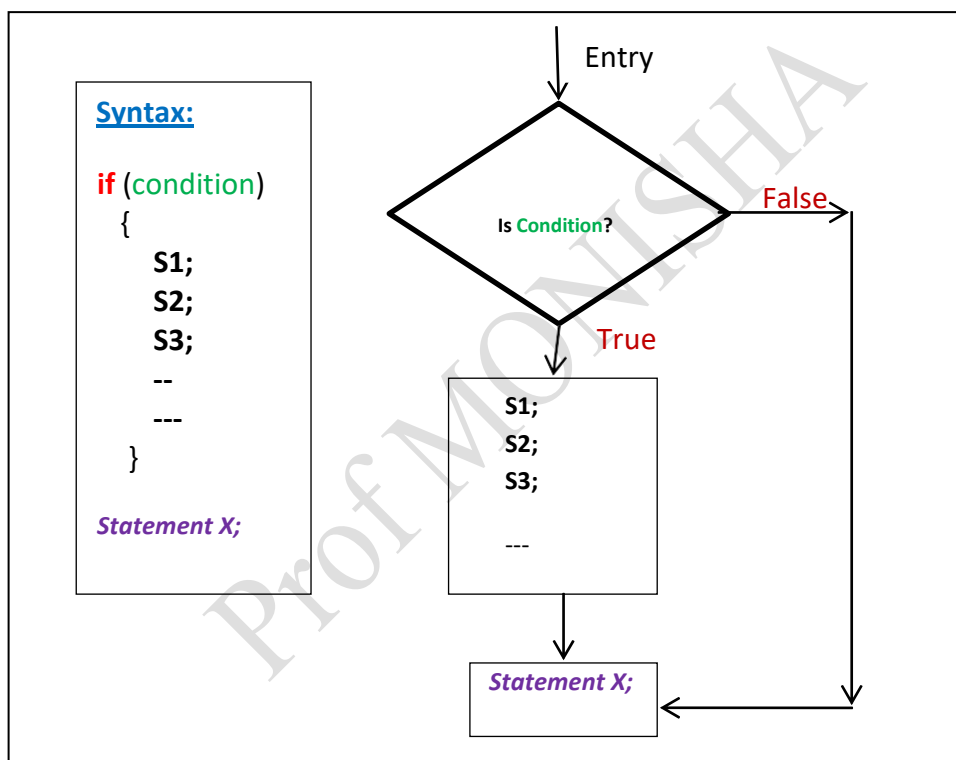 Syntax:
if (condition)
{
S1;
S2;
S3;
--
---
}
Statement X;
Entry
Is Condition?
False
True
S1;
S2;
S3;
---
Statement X;
Prof MONISHA